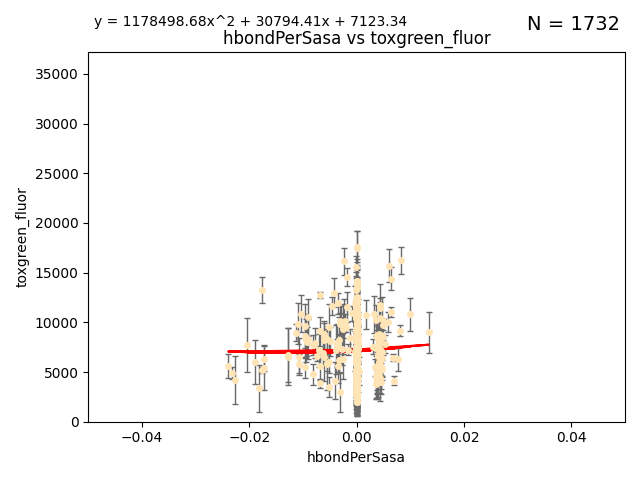 y = 1178498.68x^2 + 30794.41x + 7123.34
N = 1732
hbondPerSasa vs toxgreen_fluor
35000
30000
25000
20000
15000
10000
5000
0
toxgreen_fluor
−0.04 −0.02 0.00 0.02 0.04
hbondPerSasa